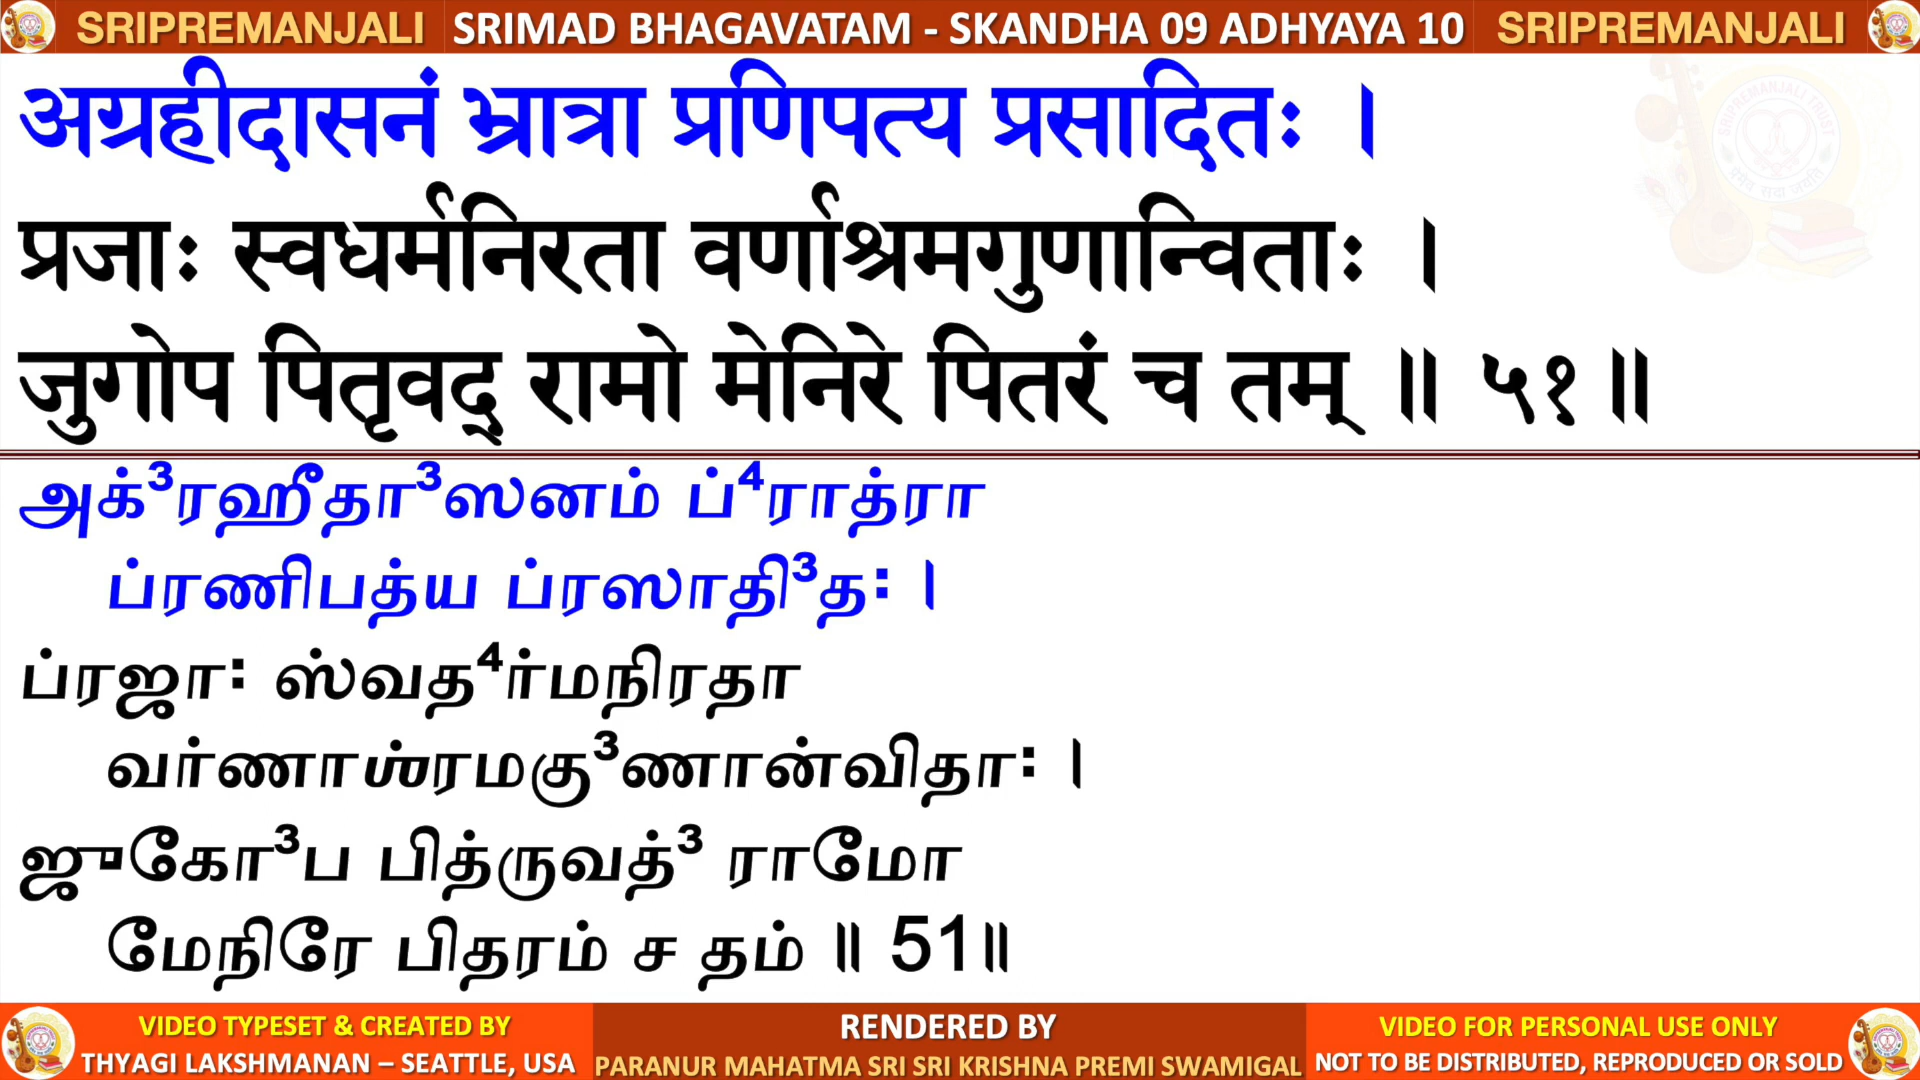 SRIPREMANJALI SRIMAD BHAGAVATAM - SKANDHA 09 ADHYAYA 10 SRIPREMANJALI
अग्रहीदासनं भ्रात्रा प्रणिपत्य प्रसादितः ।
प्रजाः स्वधर्मनिरता वर्णाश्रमगुणान्विताः ।
जुगोप पितृवद् रामो मेनिरे पितरं च तम् ॥ ५१॥
அக்³ரஹீதா³ஸனம் ப்⁴ராத்ரா
ப்ரணிபத்ய ப்ரஸாதி³த꞉ ।
ப்ரஜா꞉ ஸ்வத⁴ர்மநிரதா
வர்ணாஶ்ரமகு³ணான்விதா꞉ ।
ஜுகோ³ப பித்ருவத்³ ராமோ
மேநிரே பிதரம் ச தம் ॥ 51॥
VIDEO TYPESET & CREATED BY
THYAGI LAKSHMANAN – SEATTLE, USA
RENDERED BY
PARANUR MAHATMA SRI SRI KRISHNA PREMI SWAMIGAL
VIDEO FOR PERSONAL USE ONLY
NOT TO BE DISTRIBUTED, REPRODUCED OR SOLD